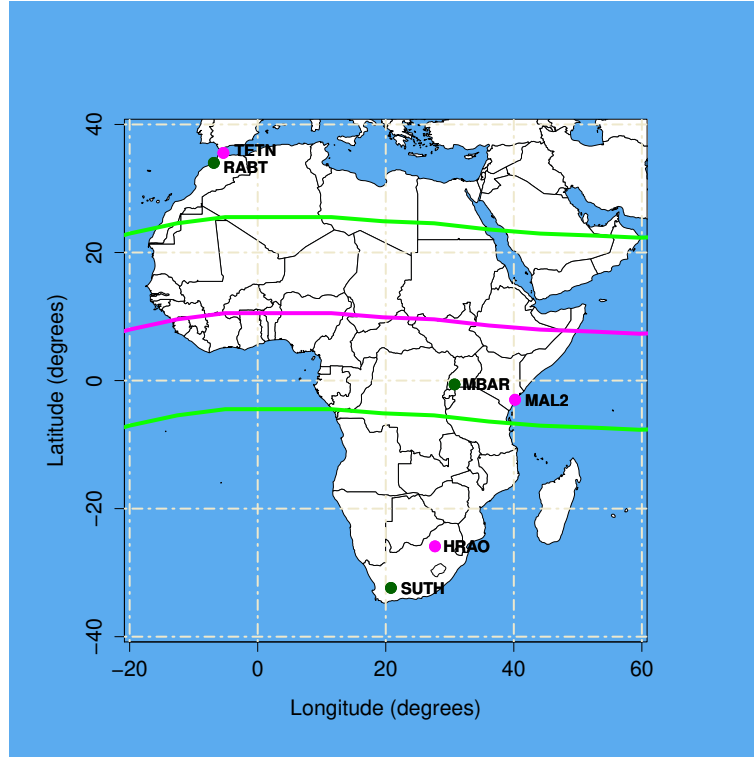 40
TETN
RABT
20
0
MBAR
MAL2
−20
HRAO
SUTH
−40
Latitude (degrees)
−20 0 20 40 60
Longitude (degrees)